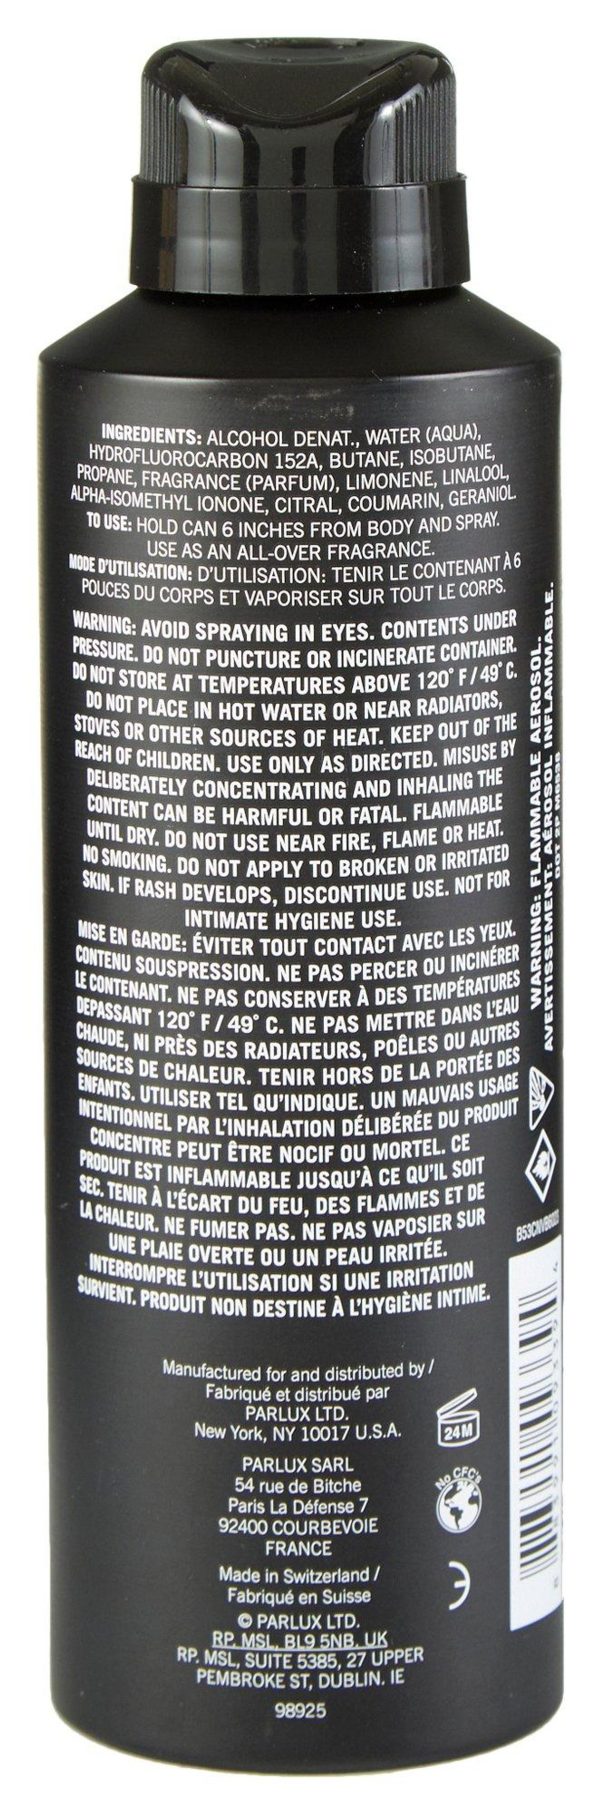 INGREDIENTS: ALCOHOL DENAT., WATER (AQUA),
HYDROFLUOROCARBON 152A, BUTANE, ISOBUTANE,
PROPANE, FRAGRANCE (PARFUM), LIMONENE, LINALOOL,
ALPHA-ISOMETHYL IONONE, CITRAL, COUMARIN, GERANIOL.
TO USE: HOLD CAN 6 INCHES FROM BODY AND SPRAY.
USE AS AN ALL-OVER FRAGRANCE.
MODE D'UTILISATION: D'UTILISATION: TENIR LE CONTENANT À 6
POUCES DU CORPS ET VAPORISER SUR TOUT LE CORPS.
WARNING: AVOID SPRAYING IN EYES. CONTENTS UNDER
PRESSURE. DO NOT PUNCTURE OR INCINERATE CONTAINER.
DO NOT STORE AT TEMPERATURES ABOVE 120° F / 49° C.
DO NOT PLACE IN HOT WATER OR NEAR RADIATORS,
STOVES OR OTHER SOURCES OF HEAT. KEEP OUT OF THE
REACH OF CHILDREN. USE ONLY AS DIRECTED. MISUSE BY
DELIBERATELY CONCENTRATING AND INHALING THE
CONTENT CAN BE HARMFUL OR FATAL. FLAMMABLE
UNTIL DRY. DO NOT USE NEAR FIRE, FLAME OR HEAT.
NO SMOKING. DO NOT APPLY TO BROKEN OR IRRITATED
SKIN. IF RASH DEVELOPS, DISCONTINUE USE. NOT FOR
INTIMATE HYGIENE USE.
MISE EN GARDE: ÉVITER TOUT CONTACT AVEC LES YEUX.
CONTENU SOUSPRESSION. NE PAS PERCER OU INCINÉRER
LE CONTENANT. NE PAS CONSERVER À DES TEMPÉRATURES
DEPASSANT 120° F / 49° C. NE PAS METTRE DANS L'EAU
CHAUDE, NI PRÈS DES RADIATEURS, POÊLES OU AUTRES
SOURCES DE CHALEUR. TENIR HORS DE LA PORTÉE DES
ENFANTS. UTILISER TEL QU'INDIQUE. UN MAUVAIS USAGE
INTENTIONNEL PAR L'INHALATION DÉLIBÉRÉE DU PRODUIT
CONCENTRE PEUT ÊTRE NOCIF OU MORTEL. CE
PRODUIT EST INFLAMMABLE JUSQU'À CE QU'IL SOIT
SEC. TENIR À L'ÉCART DU FEU, DES FLAMMES ET DE
LA CHALEUR. NE FUMER PAS. NE PAS VAPOSIER SUR
UNE PLAIE OVERTE OU UN PEAU IRRITÉE.
INTERROMPRE L'UTILISATION SI UNE IRRITATION
SURVIENT. PRODUIT NON DESTINE À L'HYGIÈNE INTIME.
WARNING: FLAMMABLE AEROSOL.
AVERTISSEMENT: AÉROSOL INFLAMMABLE.
Manufactured for and distributed by /
Fabriqué et distribué par
PARLUX LTD.
New York, NY 10017 U.S.A.
24M
PARLUX SARL
54 rue de Bitche
Paris La Défense 7
92400 COURBEVOIE
FRANCE
No CFC's
Made in Switzerland /
Fabriqué en Suisse
© PARLUX LTD.
RP. MSL, BL9 5NB. UK
RP. MSL, SUITE 5385, 27 UPPER
PEMBROKE ST, DUBLIN. IE
98925